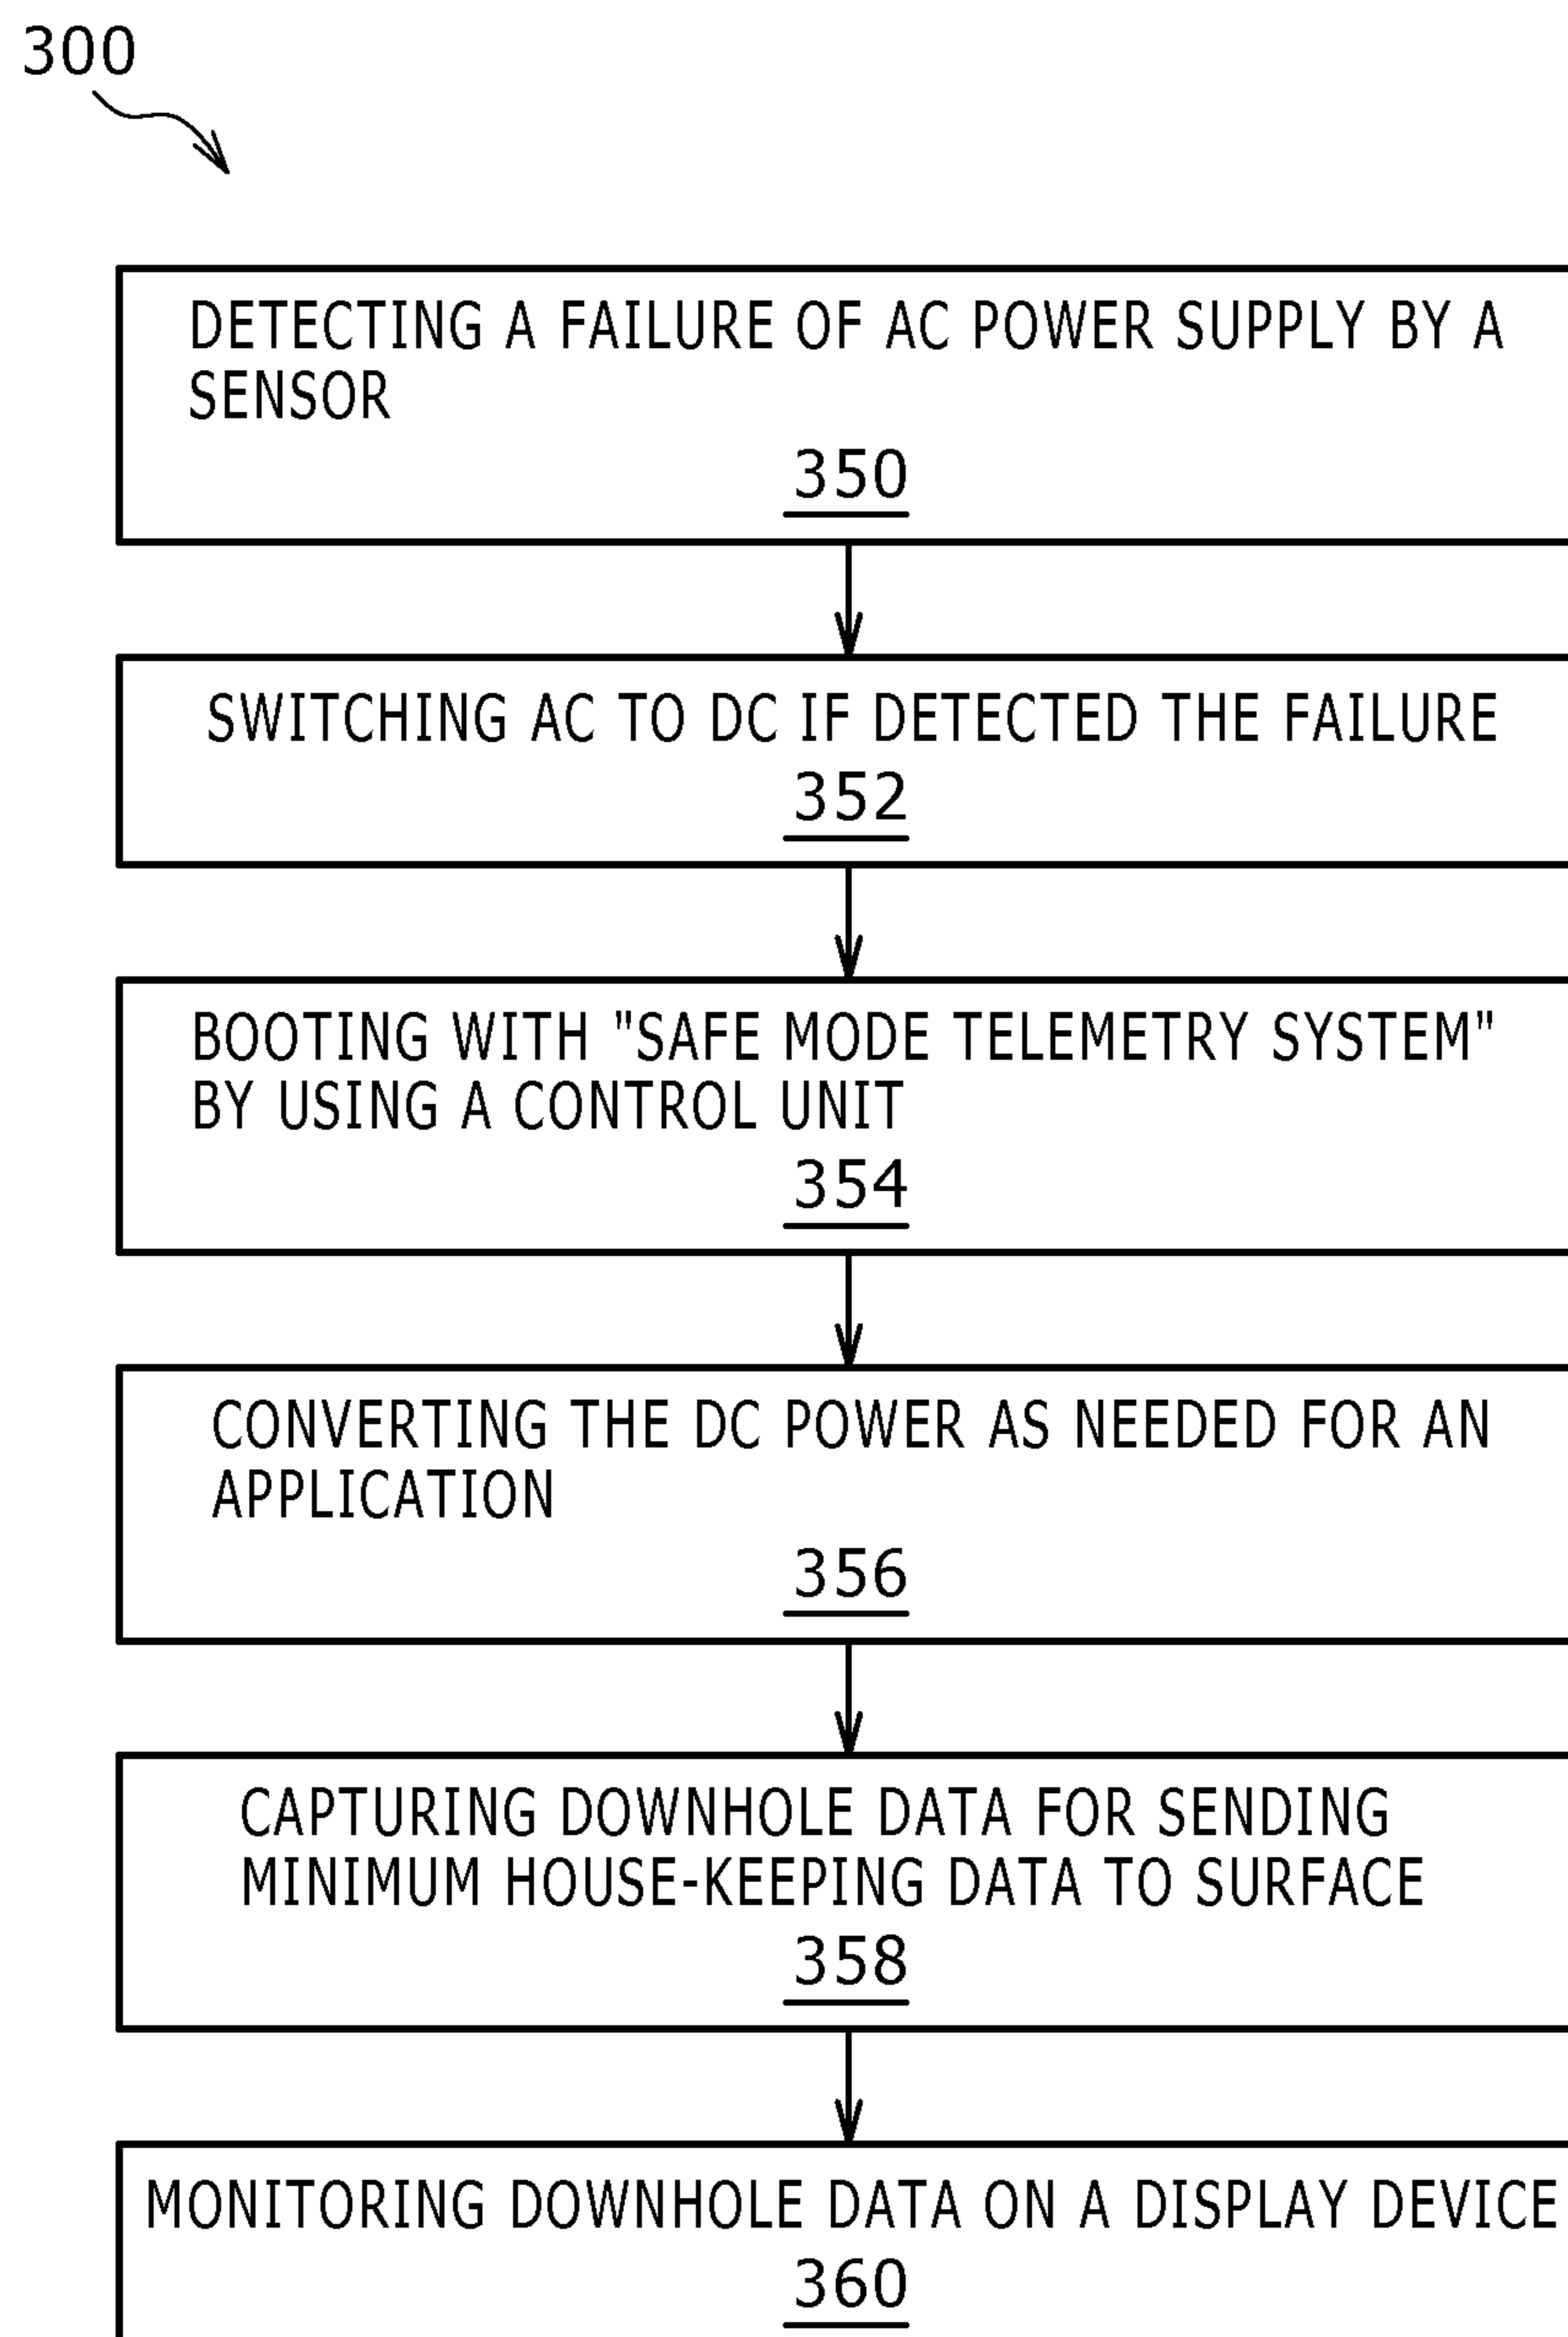 300
DETECTING A FAILURE OF AC POWER SUPPLY BY A
SENSOR
350
SWITCHING AC TO DC IF DETECTED THE FAILURE
352
BOOTING WITH "SAFE MODE TELEMETRY SYSTEM"
BY USING A CONTROL UNIT
354
CONVERTING THE DC POWER AS NEEDED FOR AN
APPLICATION
356
CAPTURING DOWNHOLE DATA FOR SENDING
MINIMUM HOUSE-KEEPING DATA TO SURFACE
358
MONITORING DOWNHOLE DATA ON A DISPLAY DEVICE
360